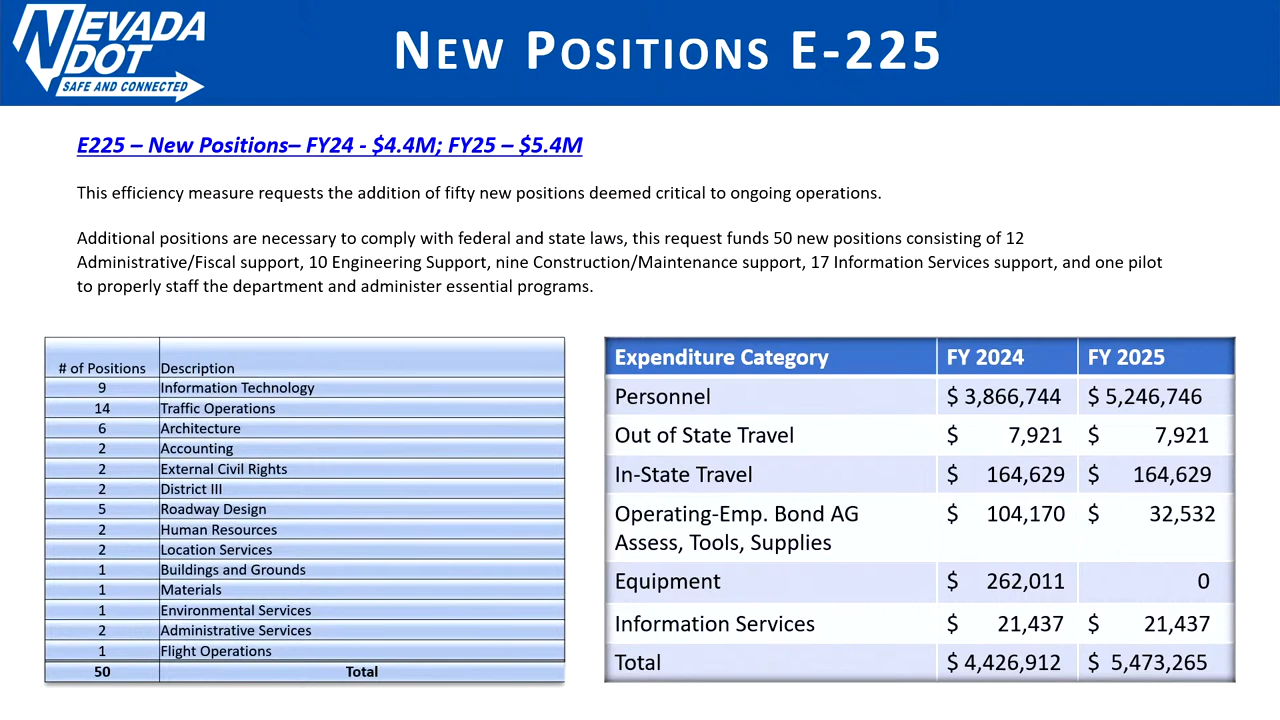 NEVADA
DOT
SAFE AND CONNECTED
NEW POSITIONS E-225
E225 – New Positions– FY24 - $4.4M; FY25 – $5.4M
This efficiency measure requests the addition of fifty new positions deemed critical to ongoing operations.
Additional positions are necessary to comply with federal and state laws, this request funds 50 new positions consisting of 12
Administrative/Fiscal support, 10 Engineering Support, nine Construction/Maintenance support, 17 Information Services support, and one pilot
to properly staff the department and administer essential programs.
# of Positions Description
9 Information Technology
14 Traffic Operations
6 Architecture
2 Accounting
2 External Civil Rights
2 District III
5 Roadway Design
2 Human Resources
2 Location Services
1 Buildings and Grounds
1 Materials
1 Environmental Services
2 Administrative Services
1 Flight Operations
50 Total
Expenditure Category FY 2024 FY 2025
Personnel $ 3,866,744 $ 5,246,746
Out of State Travel $ 7,921 $ 7,921
In-State Travel $ 164,629 $ 164,629
Operating-Emp. Bond AG $ 104,170 $ 32,532
Assess, Tools, Supplies
Equipment $ 262,011 0
Information Services $ 21,437 $ 21,437
Total $ 4,426,912 $ 5,473,265